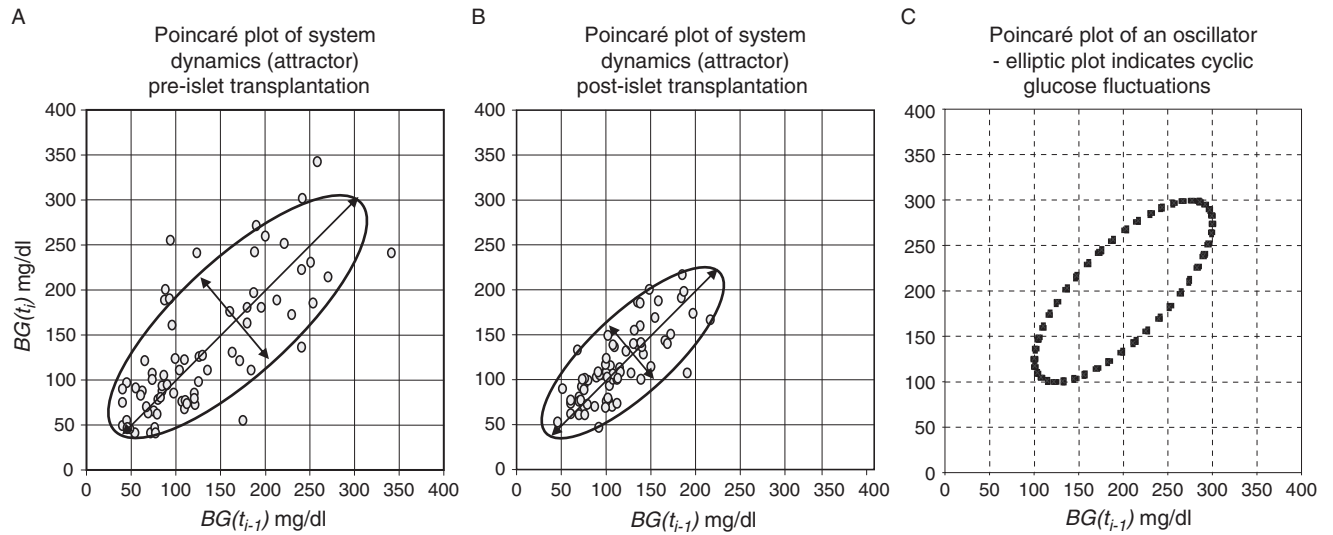 A
Poincaré plot of system
dynamics (attractor)
pre-islet transplantation
400
350
300
250
200
150
100
50
0
BG(t_{i}) mg/dl
0 50 100 150 200 250 300 350 400
BG(t_{i-1}) mg/dl
B
Poincaré plot of system
dynamics (attractor)
post-islet transplantation
400
350
300
250
200
150
100
50
0
0 50 100 150 200 250 300 350 400
BG(t_{i-1}) mg/dl
C
Poincaré plot of an oscillator
- elliptic plot indicates cyclic
glucose fluctuations
400
350
300
250
200
150
100
50
0
0 50 100 150 200 250 300 350 400
BG(t_{i-1}) mg/dl